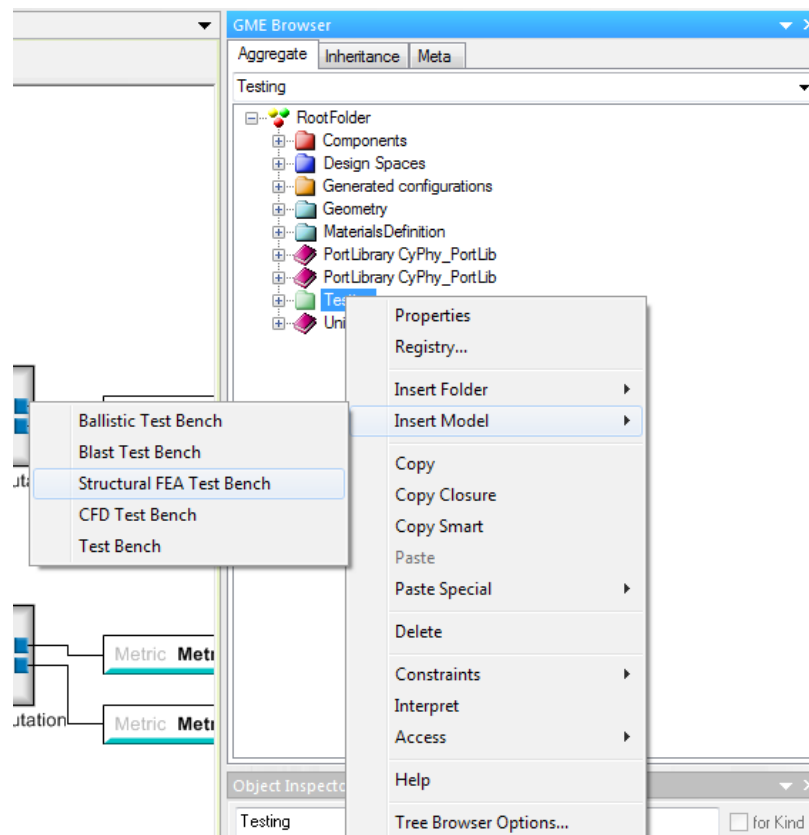 GME Browser
Aggregate Inheritance Meta
Testing
RootFolder
Components
Design Spaces
Generated configurations
Geometry
MaterialsDefinition
PortLibrary CyPhy_PortLib
PortLibrary CyPhy_PortLib
Properties
Registry...
Insert Folder
Insert Model
Copy
Copy Closure
Copy Smart
Paste
Paste Special
Delete
Constraints
Interpret
Access
Help
Tree Browser Options...
Ballistic Test Bench
Blast Test Bench
Structural FEA Test Bench
CFD Test Bench
Test Bench
Metric
Metric
Object
Testing
for Kind